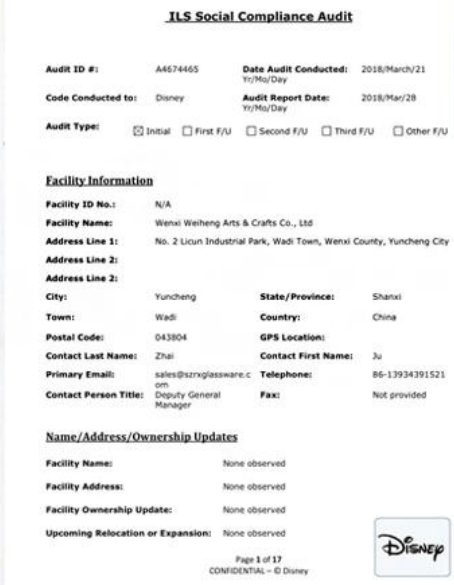 ILS Social Compliance Audit
Audit ID #: A4674465 Date Audit Conducted: 2018/March/21
Yr/Mo/Day
Code Conducted to: Disney Audit Report Date: 2018/Mar/28
Yr/Mo/Day
Audit Type: ☒ Initial ☐ First F/U ☐ Second F/U ☐ Third F/U ☐ Other F/U
Facility Information
Facility ID No.: N/A
Facility Name: Wenxi Weiheng Arts & Crafts Co., Ltd
Address Line 1: No. 2 Licun Industrial Park, Wadi Town, Wenxi County, Yuncheng City
Address Line 2:
Address Line 2:
City: Yuncheng State/Province: Shanxi
Town: Wadi Country: China
Postal Code: 043804 GPS Location:
Contact Last Name: Zhai Contact First Name: Ju
Primary Email: sales@szrxglassware.c Telephone: 86-13934391521
om
Contact Person Title: Deputy General Fax: Not provided
Manager
Name/Address/Ownership Updates
Facility Name: None observed
Facility Address: None observed
Facility Ownership Update: None observed
Upcoming Relocation or Expansion: None observed
Page 1 of 17
CONFIDENTIAL – © Disney
Disney